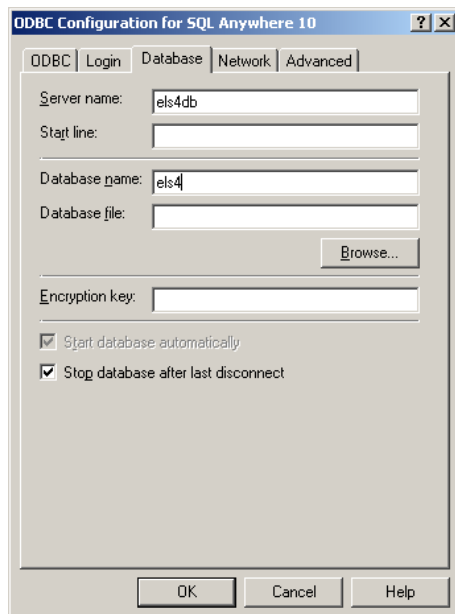 ODBC Configuration for SQL Anywhere 10
ODBC Login Database Network Advanced
Server name: els4db
Start line:
Database name: els4
Database file:
Browse...
Encryption key:
Start database automatically
Stop database after last disconnect
OK Cancel Help